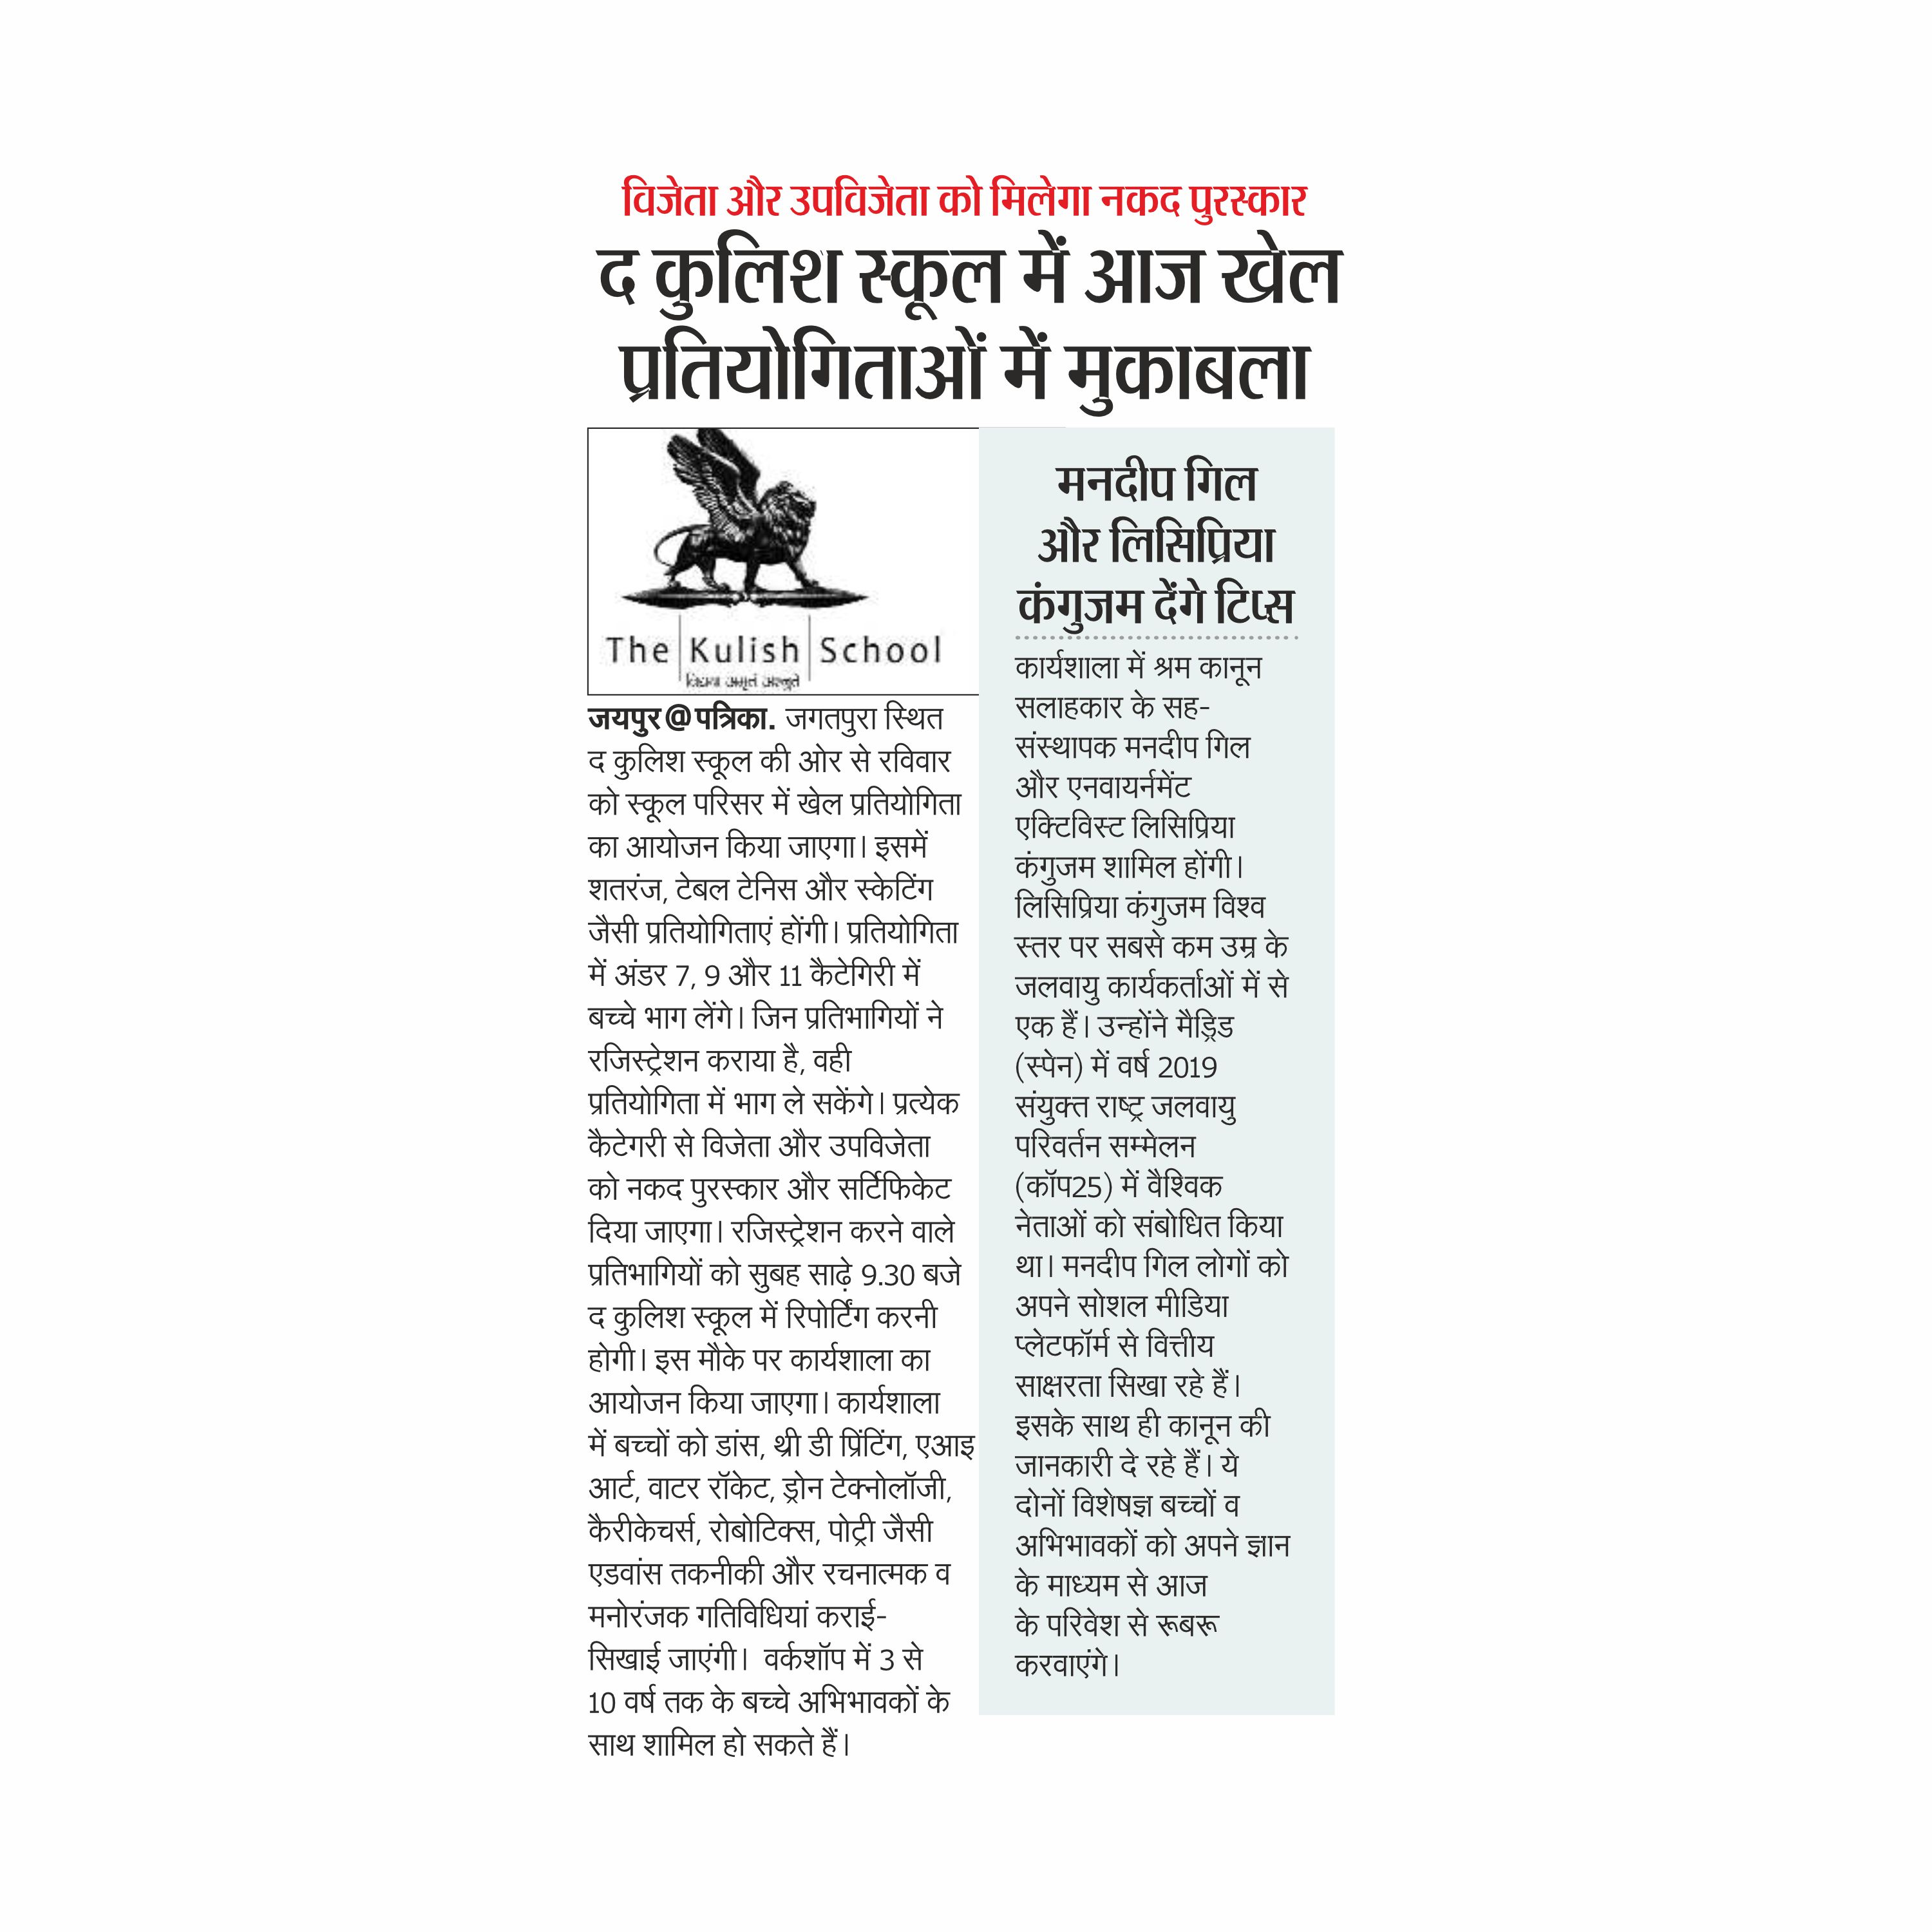 विजेता और उपविजेता को मिलेगा नकद पुरस्कार
द कुलिश स्कूल में आज खेल
प्रतियोगिताओं में मुकाबला
The Kulish School
जयपुर@पत्रिका. जगतपुरा स्थित
द कुलिश स्कूल की ओर से रविवार
को स्कूल परिसर में खेल प्रतियोगिता
का आयोजन किया जाएगा। इसमें
शतरंज, टेबल टेनिस और स्केटिंग
जैसी प्रतियोगिताएं होंगी। प्रतियोगिता
में अंडर 7, 9 और 11 कैटेगिरी में
बच्चे भाग लेंगे। जिन प्रतिभागियों ने
रजिस्ट्रेशन कराया है, वही
प्रतियोगिता में भाग ले सकेंगे। प्रत्येक
कैटेगरी से विजेता और उपविजेता
को नकद पुरस्कार और सर्टिफिकेट
दिया जाएगा। रजिस्ट्रेशन करने वाले
प्रतिभागियों को सुबह साढ़े 9.30 बजे
द कुलिश स्कूल में रिपोर्टिंग करनी
होगी। इस मौके पर कार्यशाला का
आयोजन किया जाएगा। कार्यशाला
में बच्चों को डांस, थ्री डी प्रिंटिंग, एआइ
आर्ट, वाटर रॉकेट, ड्रोन टेक्नोलॉजी,
कैरीकेचर्स, रोबोटिक्स, पोट्री जैसी
एडवांस तकनीकी और रचनात्मक व
मनोरंजक गतिविधियां कराई-
सिखाई जाएंगी। वर्कशॉप में 3 से
10 वर्ष तक के बच्चे अभिभावकों के
साथ शामिल हो सकते हैं।
मनदीप गिल
और लिसिप्रिया
कंगुजम देंगे टिप्स
कार्यशाला में श्रम कानून
सलाहकार के सह-
संस्थापक मनदीप गिल
और एनवायर्नमेंट
एक्टिविस्ट लिसिप्रिया
कंगुजम शामिल होंगी।
लिसिप्रिया कंगुजम विश्व
स्तर पर सबसे कम उम्र के
जलवायु कार्यकर्ताओं में से
एक हैं। उन्होंने मैड्रिड
(स्पेन) में वर्ष 2019
संयुक्त राष्ट्र जलवायु
परिवर्तन सम्मेलन
(कॉप25) में वैश्विक
नेताओं को संबोधित किया
था। मनदीप गिल लोगों को
अपने सोशल मीडिया
प्लेटफॉर्म से वित्तीय
साक्षरता सिखा रहे हैं।
इसके साथ ही कानून की
जानकारी दे रहे हैं। ये
दोनों विशेषज्ञ बच्चों व
अभिभावकों को अपने ज्ञान
के माध्यम से आज
के परिवेश से रूबरू
करवाएंगे।